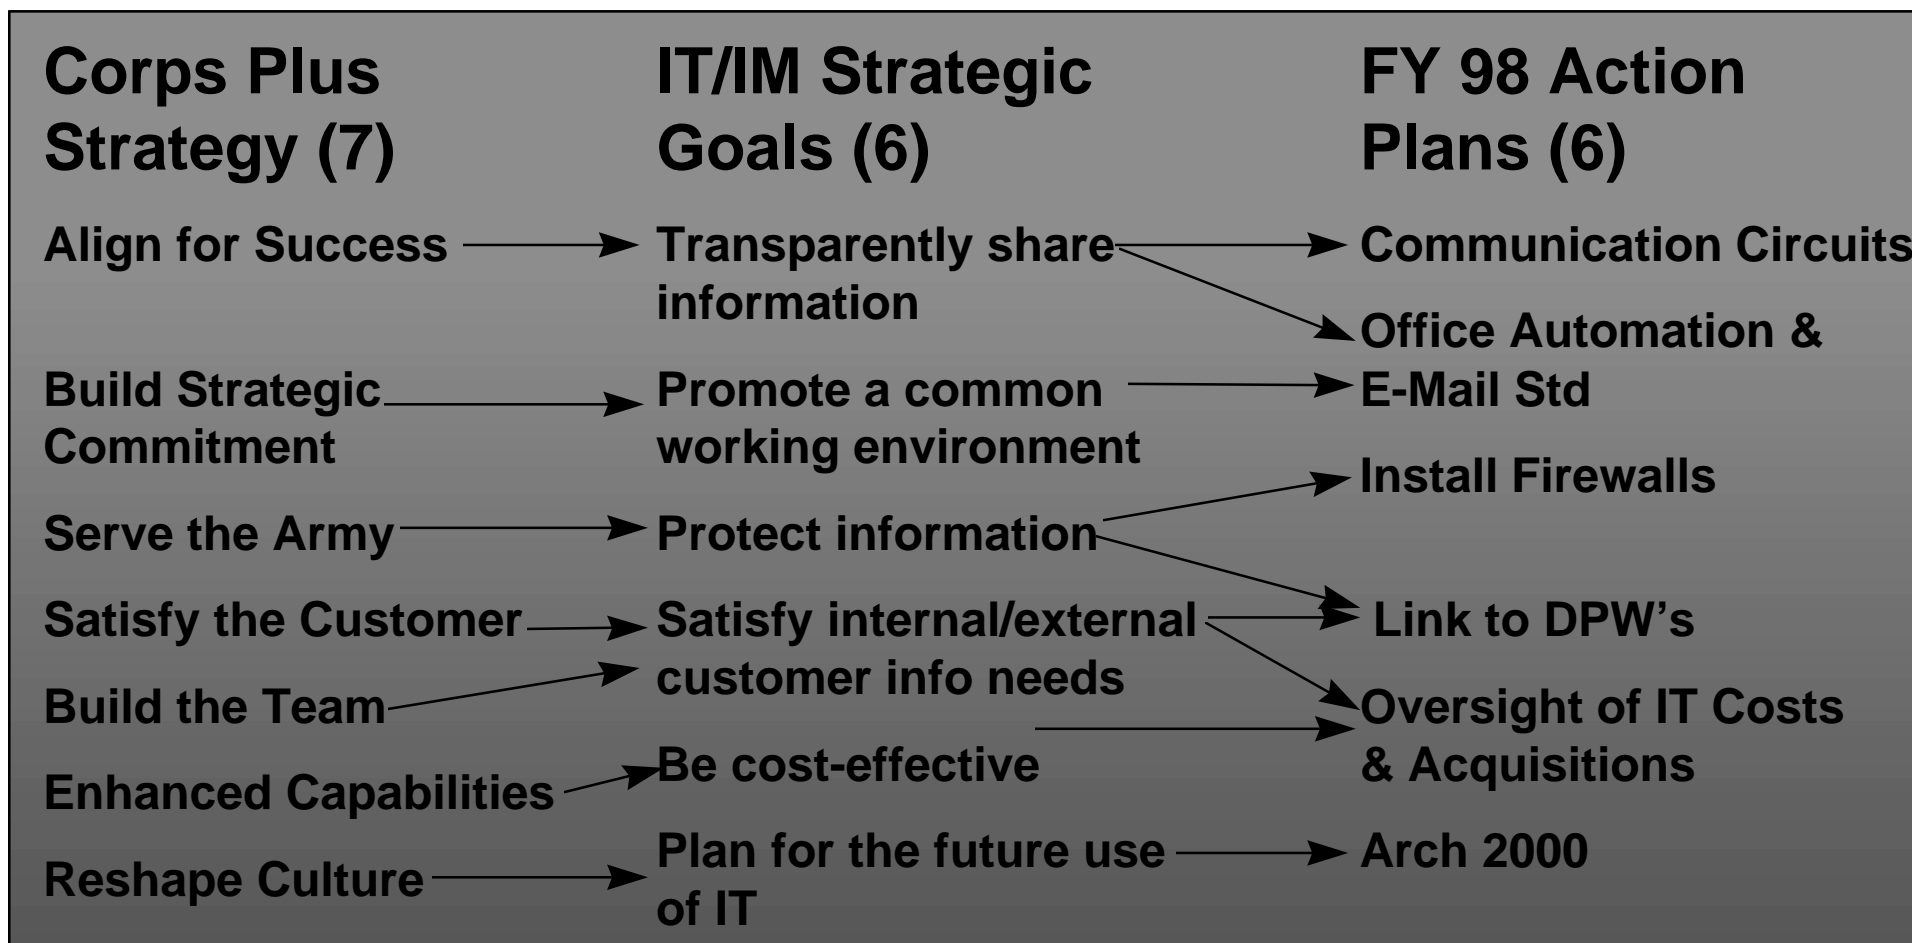 Corps Plus
Strategy (7)
Align for Success
Build Strategic
Commitment
Serve the Army
Satisfy the Customer
Build the Team
Enhanced Capabilities
Reshape Culture
IT/IM Strategic
Goals (6)
Transparently share
information
Promote a common
working environment
Protect information
Satisfy internal/external
customer info needs
Be cost-effective
Plan for the future use
of IT
FY 98 Action
Plans (6)
Communication Circuits
Office Automation &
E-Mail Std
Install Firewalls
Link to DPW’s
Oversight of IT Costs
& Acquisitions
Arch 2000